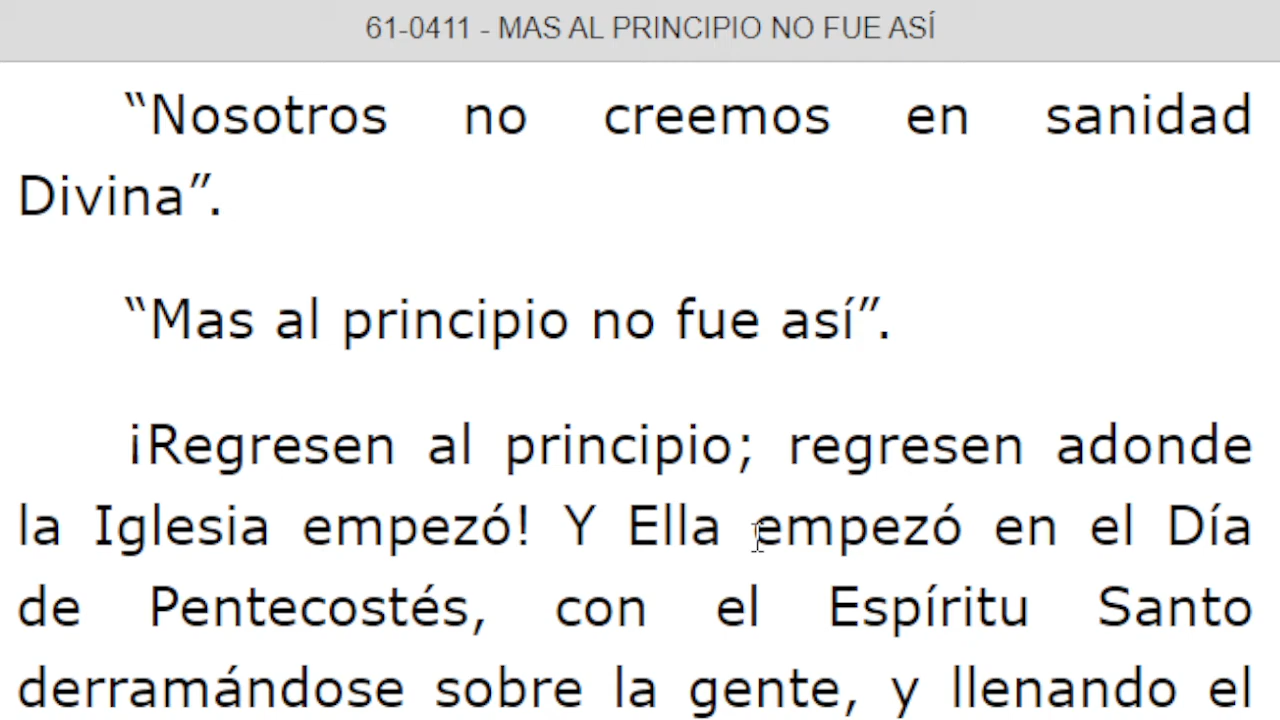 61-0411 - MAS AL PRINCIPIO NO FUE ASÍ
“Nosotros no creemos en sanidad
Divina”.
“Mas al principio no fue así”.
¡Regresen al principio; regresen adonde
la Iglesia empezó! Y Ella empezó en el Día
de Pentecostés, con el Espíritu Santo
derramándose sobre la gente, y llenando el